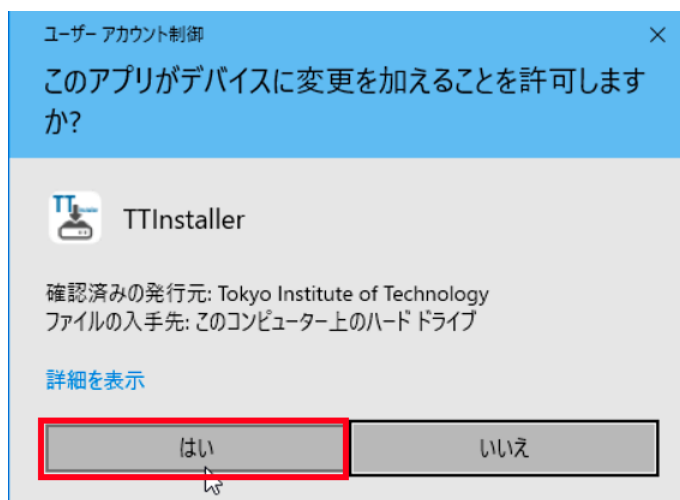 ユーザー アカウント制御
このアプリがデバイスに変更を加えることを許可します
か?
TT
TTInstaller
確認済みの発行元: Tokyo Institute of Technology
ファイルの入手先: このコンピューター上のハード ドライブ
詳細を表示
はい
いいえ